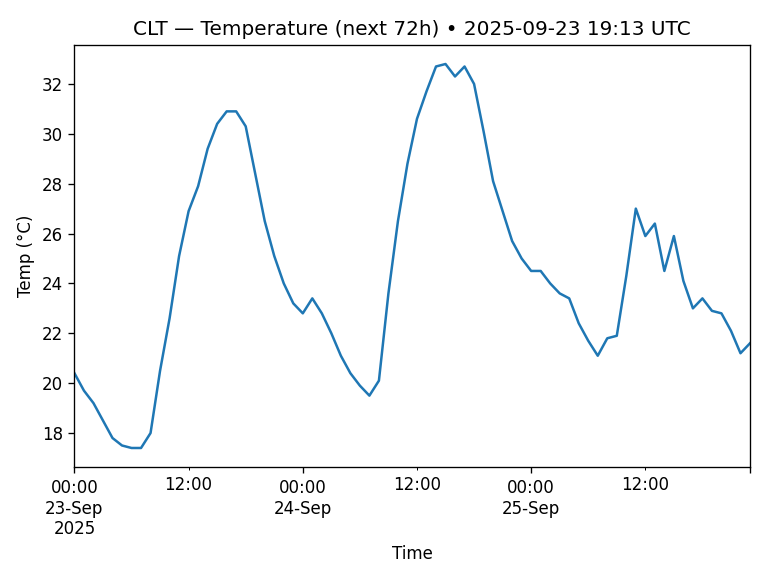 CLT — Temperature (next 72h) • 2025-09-23 19:13 UTC
Temp (°C)
32
30
28
26
24
22
20
18
00:00 12:00 00:00 12:00 00:00 12:00
23-Sep 24-Sep 25-Sep
2025
Time